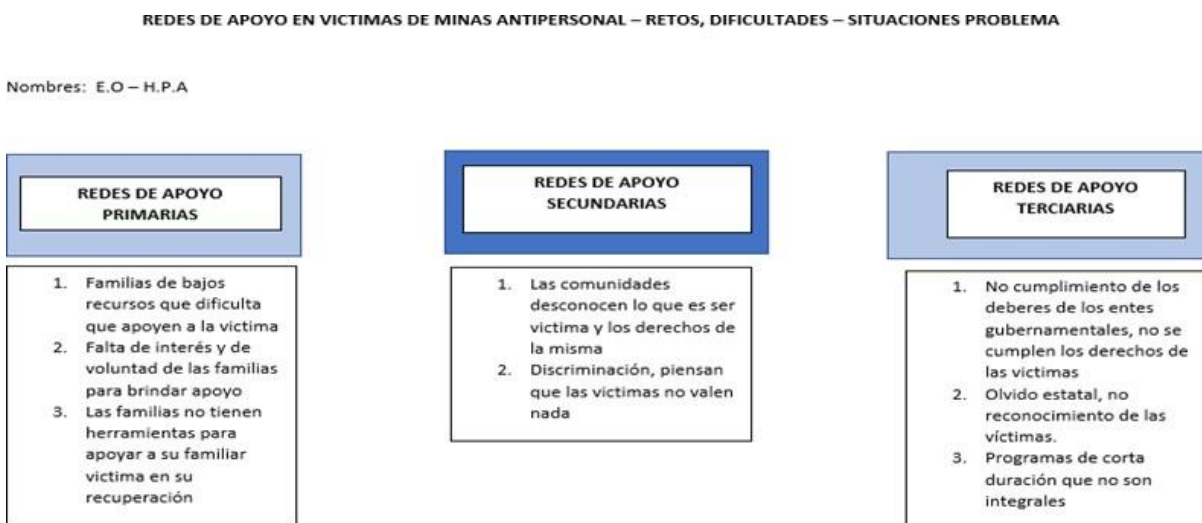 REDES DE APOYO EN VICTIMAS DE MINAS ANTIPERSONAL – RETOS, DIFICULTADES – SITUACIONES PROBLEMA
Nombres: E.O – H.P.A
REDES DE APOYO
PRIMARIAS
1. Familias de bajos
recursos que dificulta
que apoyen a la victima
2. Falta de interés y de
voluntad de las familias
para brindar apoyo
3. Las familias no tienen
herramientas para
apoyar a su familiar
victima en su
recuperación
REDES DE APOYO
SECUNDARIAS
1. Las comunidades
desconocen lo que es ser
victima y los derechos de
la misma
2. Discriminación, piensan
que las victimas no valen
nada
REDES DE APOYO
TERCIARIAS
1. No cumplimiento de los
deberes de los entes
gubernamentales, no se
cumplen los derechos de
las victimas
2. Olvido estatal, no
reconocimiento de las
víctimas.
3. Programas de corta
duración que no son
integrales